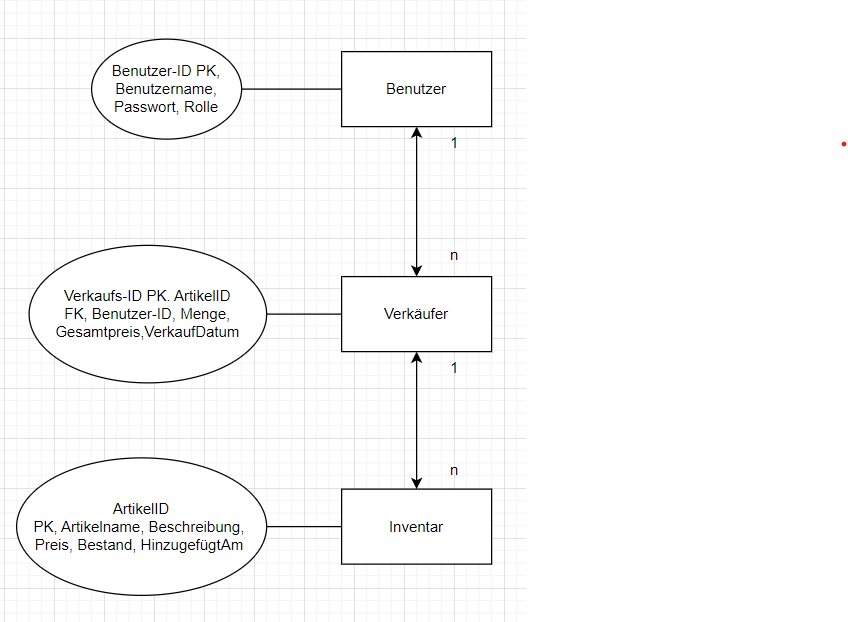 Benutzer-ID PK,
Benutzername,
Passwort, Rolle
Benutzer
1
n
Verkaufs-ID PK. ArtikelID
FK, Benutzer-ID, Menge,
Gesamtpreis,VerkaufDatum
Verkäufer
1
n
ArtikelID
PK, Artikelname, Beschreibung,
Preis, Bestand, HinzugefügtAm
Inventar